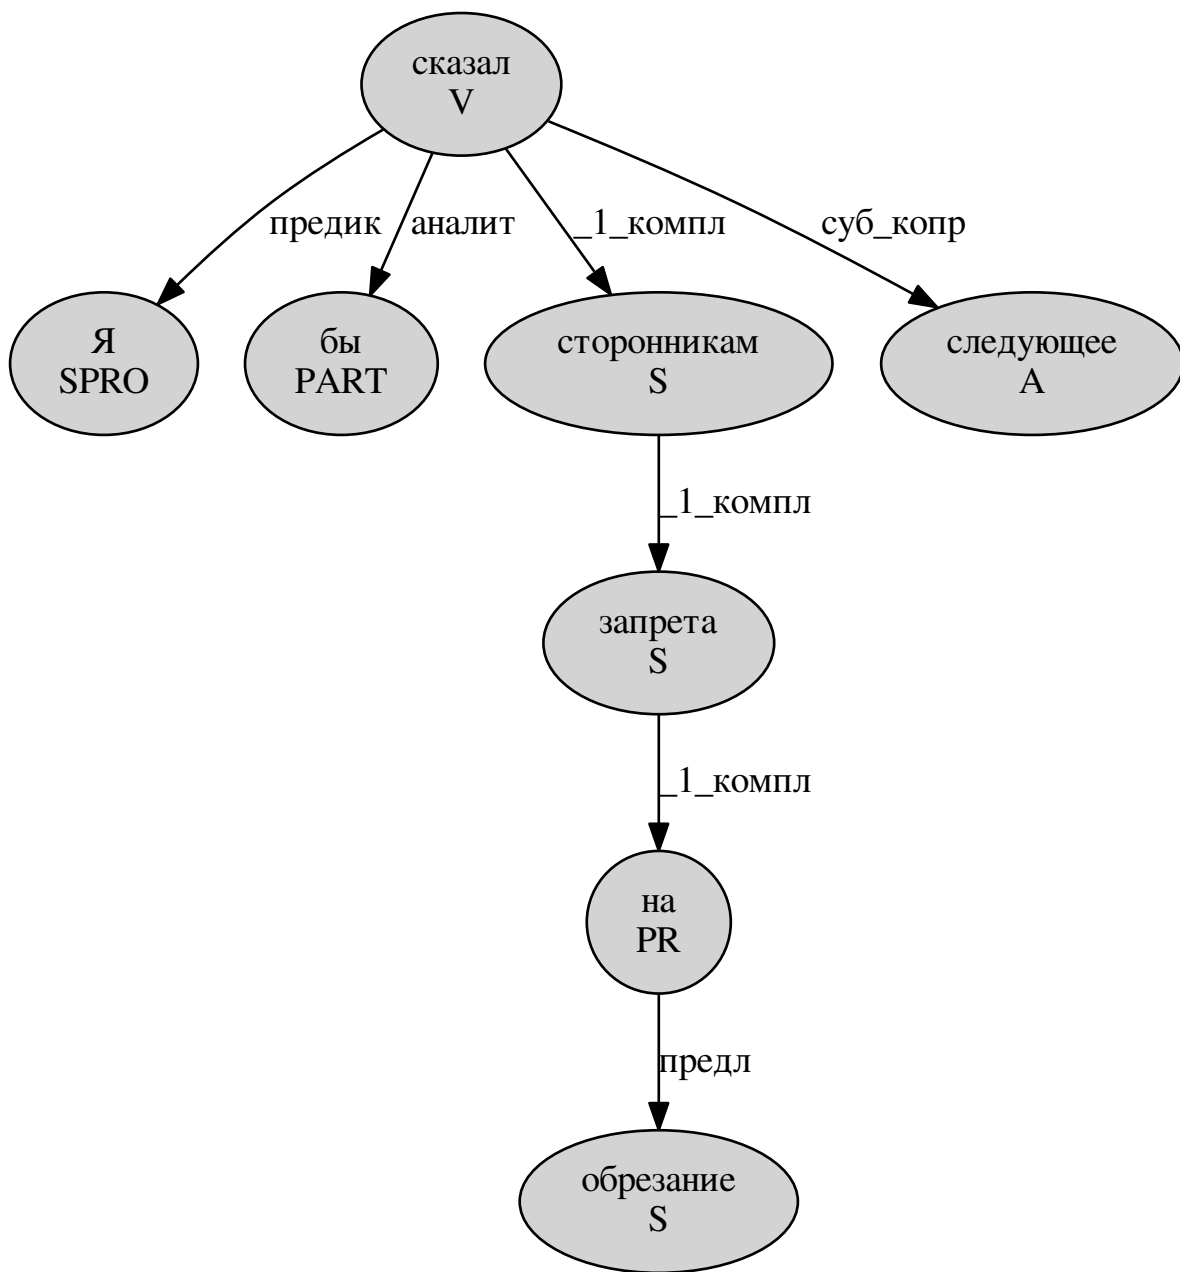 сказал
V
предик
аналит
_1_компл
суб_копр
Я
SPRO
бы
PART
сторонникам
S
следующее
A
_1_компл
запрета
S
_1_компл
на
PR
предл
обрезание
S